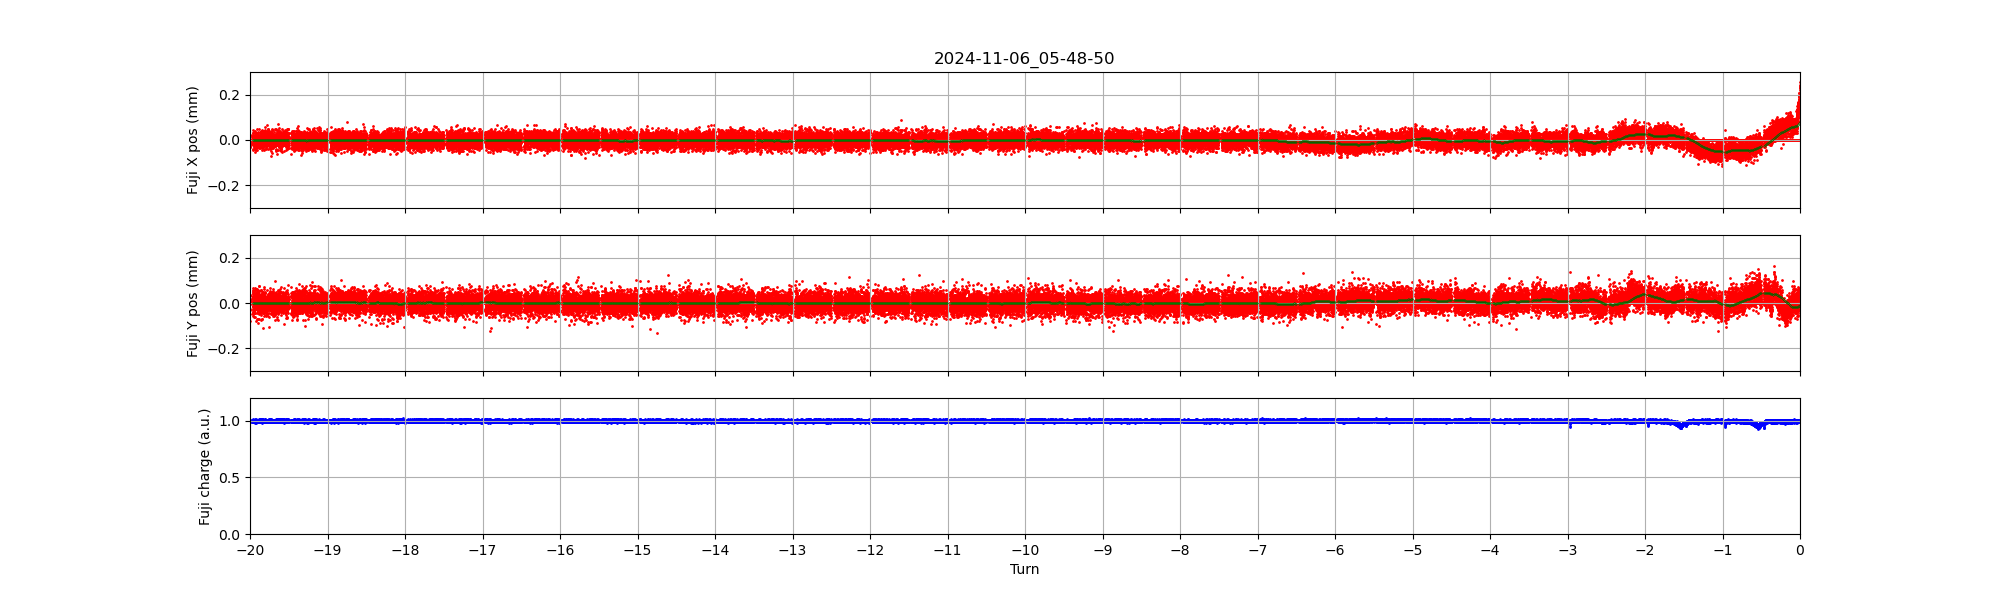 2024-11-06_05-48-50
Fuji X pos (mm)
0.2
0.0
−0.2
Fuji Y pos (mm)
0.2
0.0
−0.2
Fuji charge (a.u.)
1.0
0.5
0.0
−20 −19 −18 −17 −16 −15 −14 −13 −12 −11 −10 −9 −8 −7 −6 −5 −4 −3 −2 −1 0
Turn